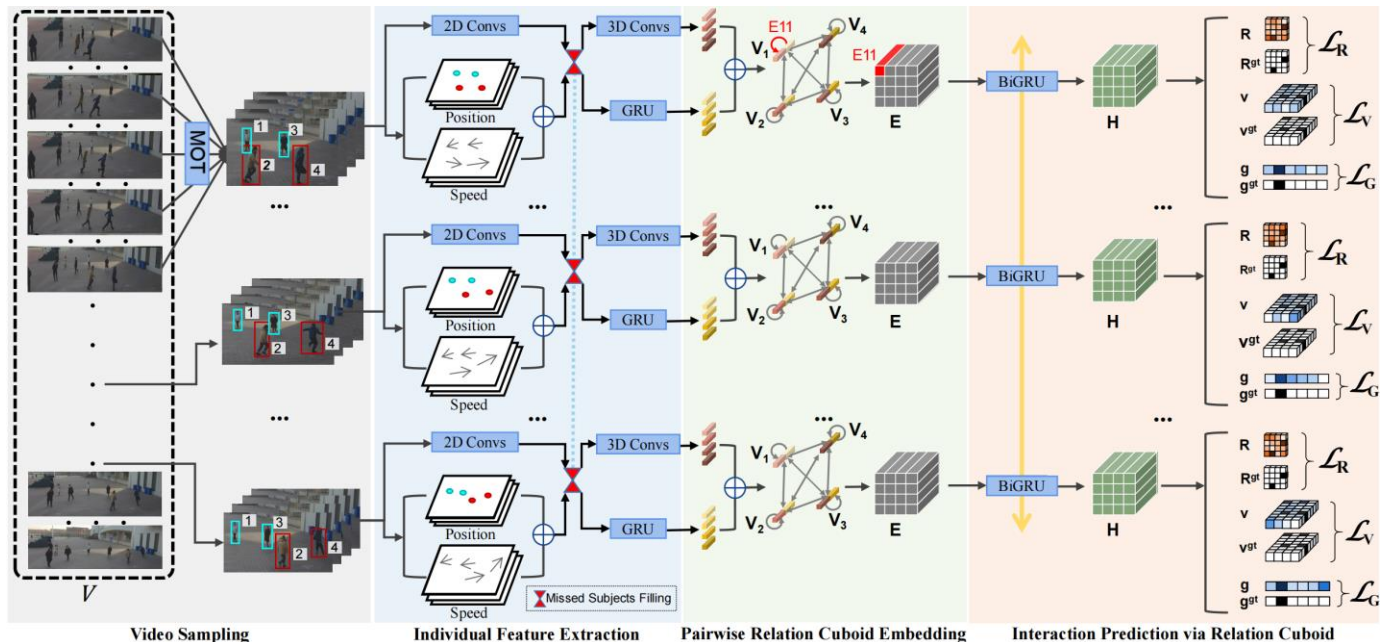 MOT
1
3
2
4
...
V
2D Convs
3D Convs
Position
Speed
GRU
E11
V1
V4
V2
V3
E11
E
BiGRU
H
R
Rgt
ℒR
v
vgt
ℒV
g
ggt
ℒG
...
...
...
...
1
3
2
4
...
2D Convs
3D Convs
Position
Speed
GRU
V1
V4
V2
V3
E
BiGRU
H
R
Rgt
ℒR
v
vgt
ℒV
g
ggt
ℒG
...
...
...
1
3
2
4
2D Convs
3D Convs
Position
Speed
GRU
V1
V4
V2
V3
E
BiGRU
H
R
Rgt
ℒR
v
vgt
ℒV
g
ggt
ℒG
Missed Subjects Filling
Video Sampling
Individual Feature Extraction
Pairwise Relation Cuboid Embedding
Interaction Prediction via Relation Cuboid